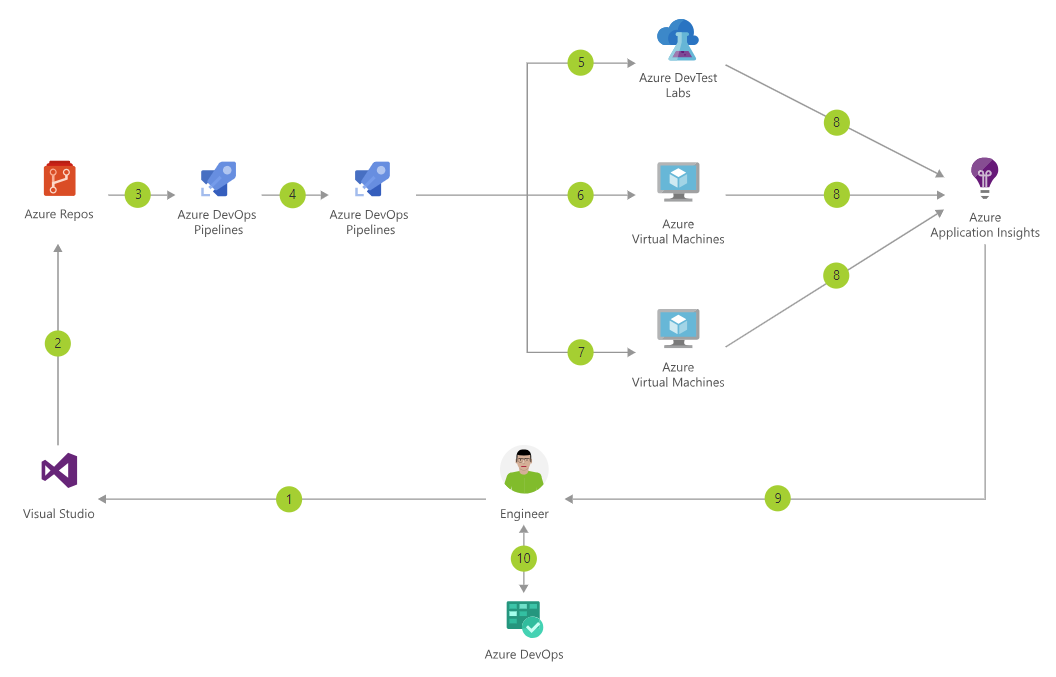 5
Azure DevTest
Labs
8
Azure Repos
3
Azure DevOps
Pipelines
4
Azure DevOps
Pipelines
6
Azure
Virtual Machines
8
Azure
Application Insights
8
2
7
Azure
Virtual Machines
Visual Studio
1
Engineer
9
10
Azure DevOps